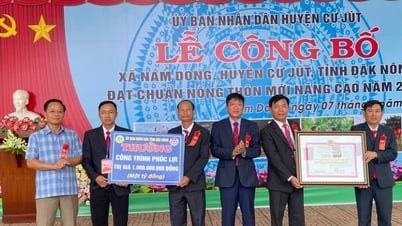 ỦY BAN NHÂN DÂN HUYỆN CƯ JÚT
LỄ CÔNG BỐ
XÃ NAM DONG, HUYỆN CƯ JÚT, TỈNH ĐẮK NÔNG
ĐẠT CHUẨN NÔNG THÔN MỚI NÂNG CAO NĂM 2
ngày 07 tháng
THƯỞNG
CÔNG TRÌNH PHÚC LỢI
TRỊ GIÁ 1.000.000.000 ĐỒNG
(Một tỷ đồng)